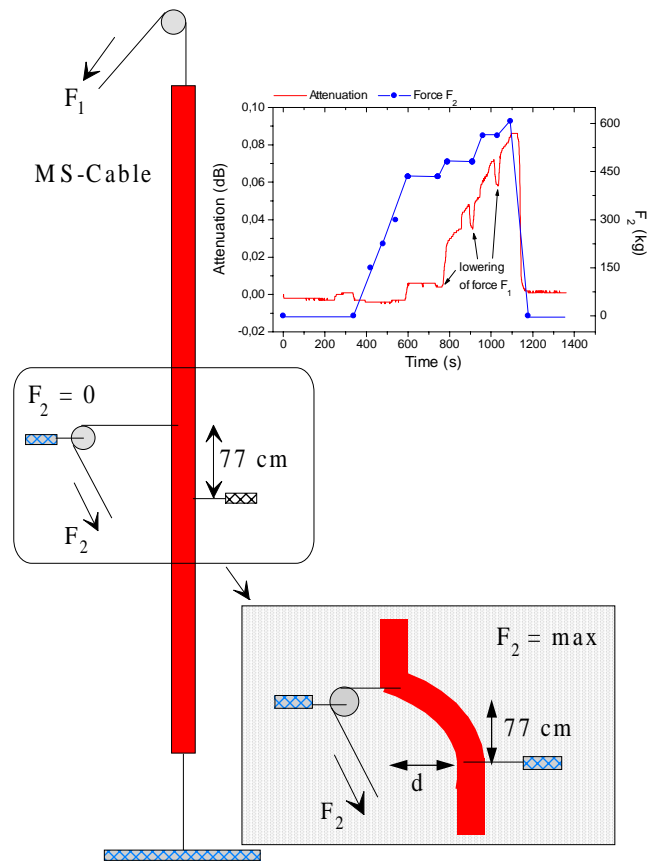 F1
MS-Cable
Attenuation Force F2
0,10
0,08
0,06
0,04
0,02
0,00
-0,02
Attenuation (dB)
600
450
300
150
0
F2 (kg)
lowering
of force F1
0 200 400 600 800 1000 1200 1400
Time (s)
F2 = 0
77 cm
F2
F2 = max
77 cm
d
F2